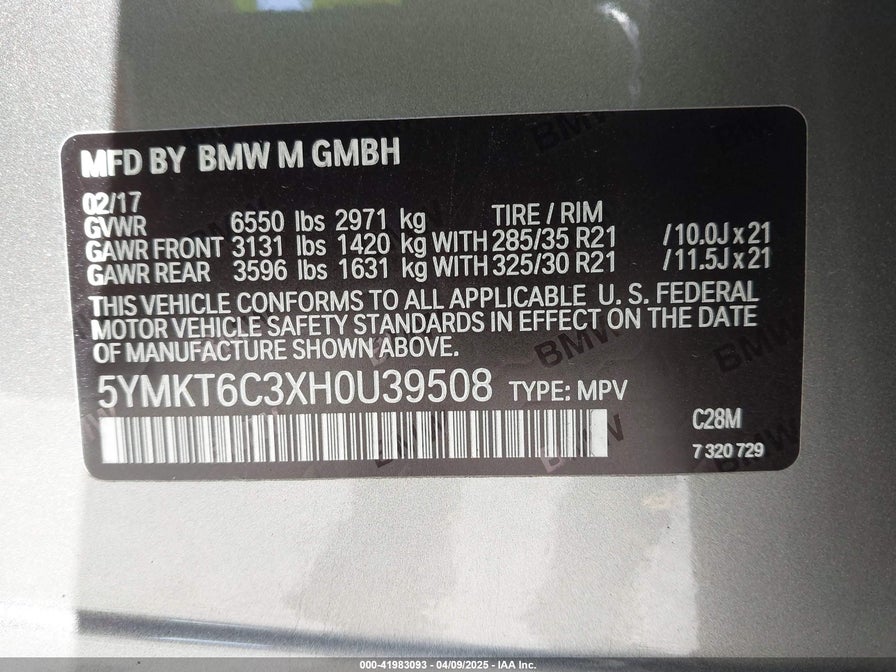 MFD BY BMW M GMBH
02/17
GVWR 6550 lbs 2971 kg TIRE / RIM
GAWR FRONT 3131 lbs 1420 kg WITH 285/35 R21 /10.0J x 21
GAWR REAR 3596 lbs 1631 kg WITH 325/30 R21 /11.5J x 21
THIS VEHICLE CONFORMS TO ALL APPLICABLE U. S. FEDERAL
MOTOR VEHICLE SAFETY STANDARDS IN EFFECT ON THE DATE
OF MANUFACTURE SHOWN ABOVE.
5YMKT6C3XH0U39508 TYPE: MPV
C28M
7 320 729
000-41983093 - 04/09/2025 - IAA Inc.